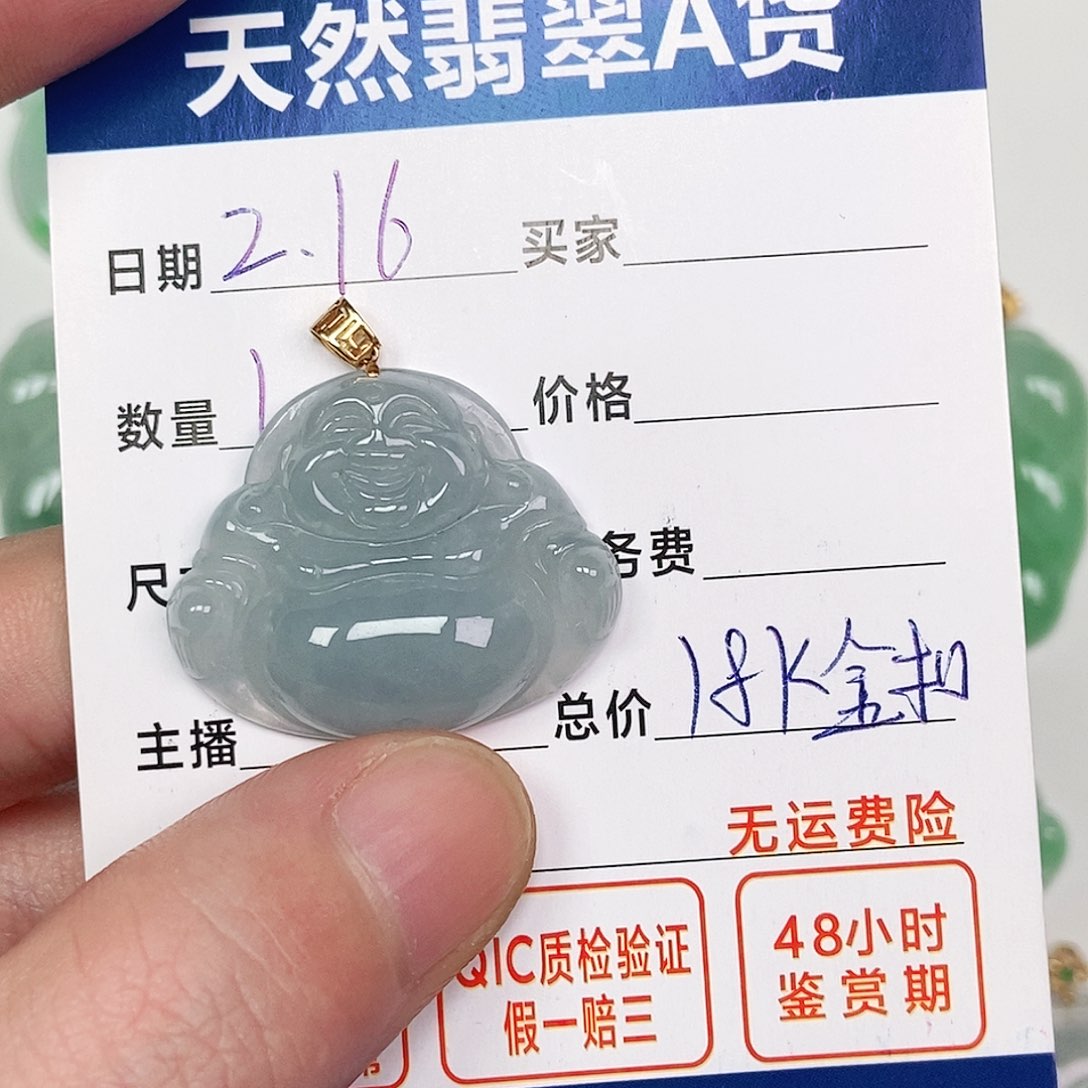 天然翡翠A货
日期 2.16 买家
数量 1 价格
尺 务费
主播 总价 18K金扣
无运费险
QIC质检验证
假一赔三
48小时
鉴赏期